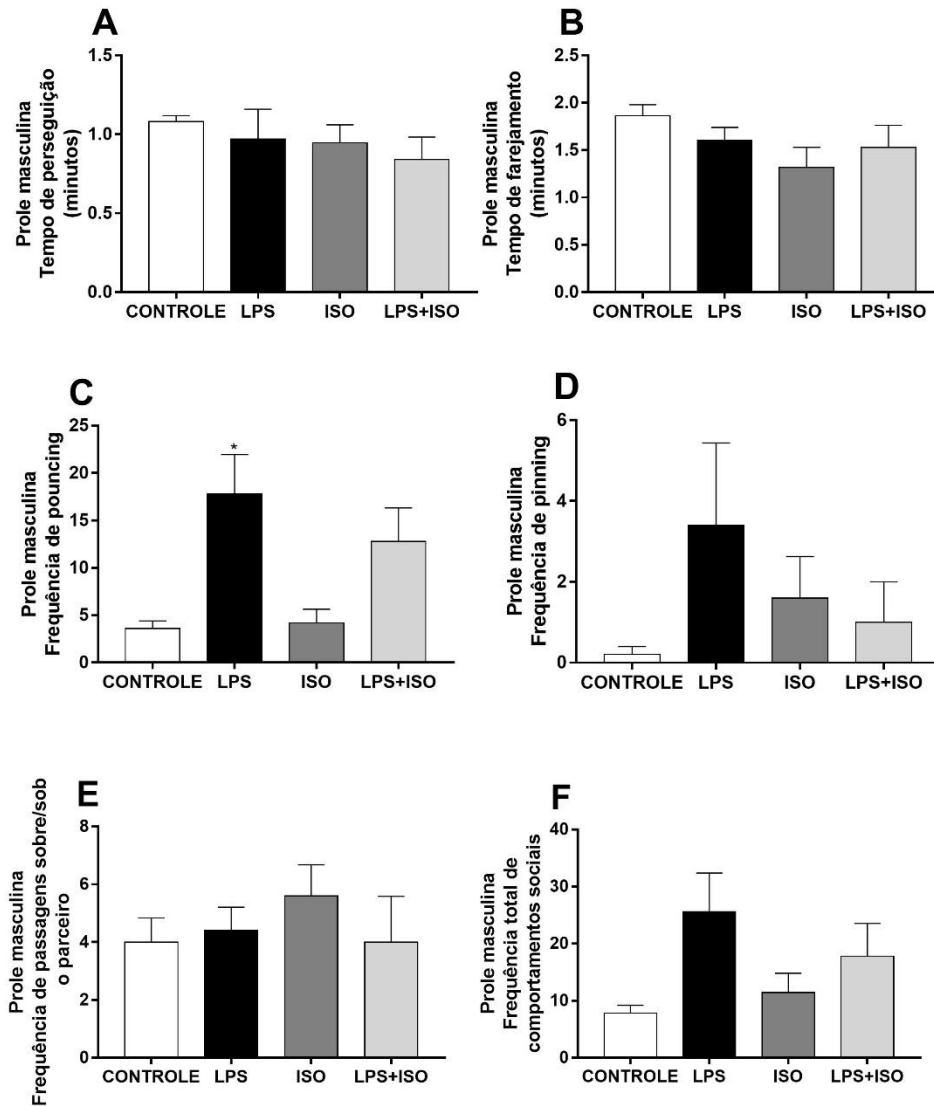 A
Prole masculina
Tempo de perseguição
(minutos)
1.5
1.0
0.5
0.0
CONTROLE LPS ISO LPS+ISO
B
Prole masculina
Tempo de farejamento
(minutos)
2.5
2.0
1.5
1.0
0.5
0.0
CONTROLE LPS ISO LPS+ISO
C
Prole masculina
Frequência de pouncing
25
20
15
10
5
0
*
CONTROLE LPS ISO LPS+ISO
D
Prole masculina
Frequência de pinning
6
4
2
0
CONTROLE LPS ISO LPS+ISO
E
Prole masculina
Frequência de passagens sobre/sob
o parceiro
8
6
4
2
0
CONTROLE LPS ISO LPS+ISO
F
Prole masculina
Frequência total de
comportamentos sociais
40
30
20
10
0
CONTROLE LPS ISO LPS+ISO